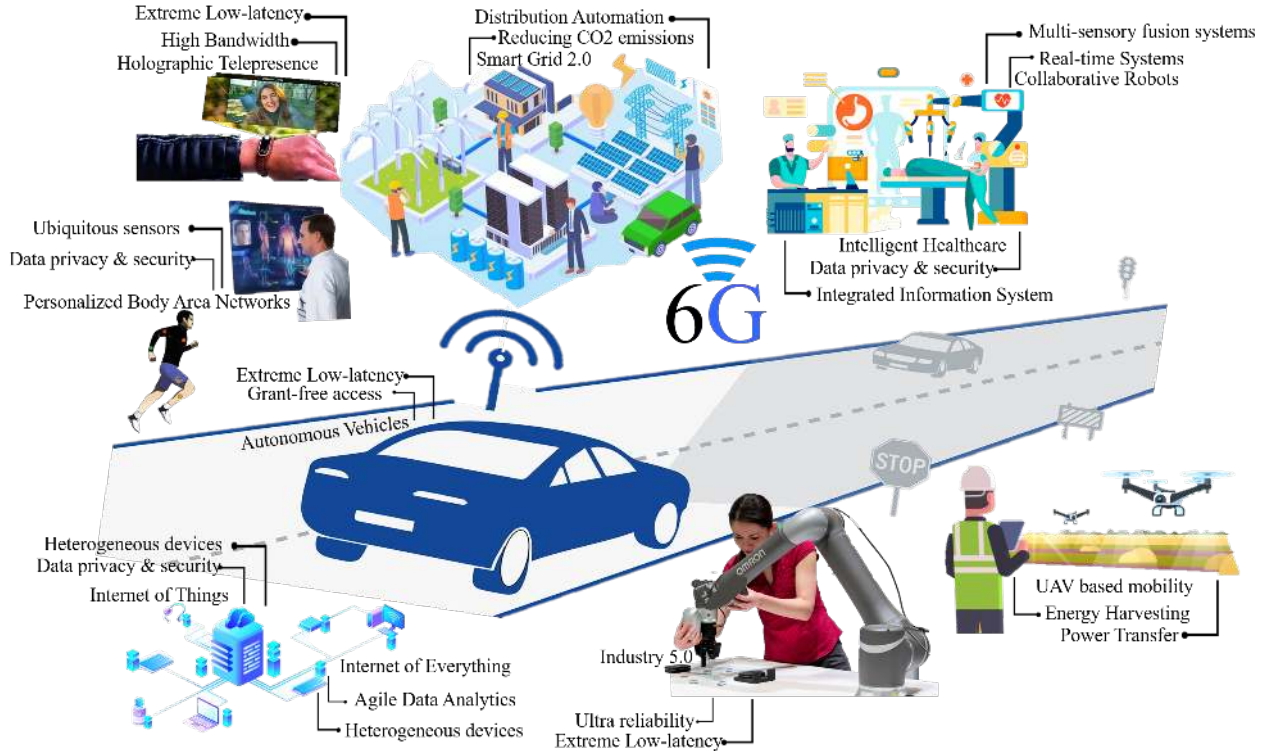 Extreme Low-latency
High Bandwidth
Holographic Telepresence
Distribution Automation
Reducing CO2 emissions
Smart Grid 2.0
Multi-sensory fusion systems
Real-time Systems
Collaborative Robots
Ubiquitous sensors
Data privacy & security
Personalized Body Area Networks
Intelligent Healthcare
Data privacy & security
Integrated Information System
6G
Extreme Low-latency
Grant-free access
Autonomous Vehicles
STOP
Heterogeneous devices
Data privacy & security
Internet of Things
Internet of Everything
Agile Data Analytics
Heterogeneous devices
omron
Industry 5.0
Ultra reliability
Extreme Low-latency
UAV based mobility
Energy Harvesting
Power Transfer